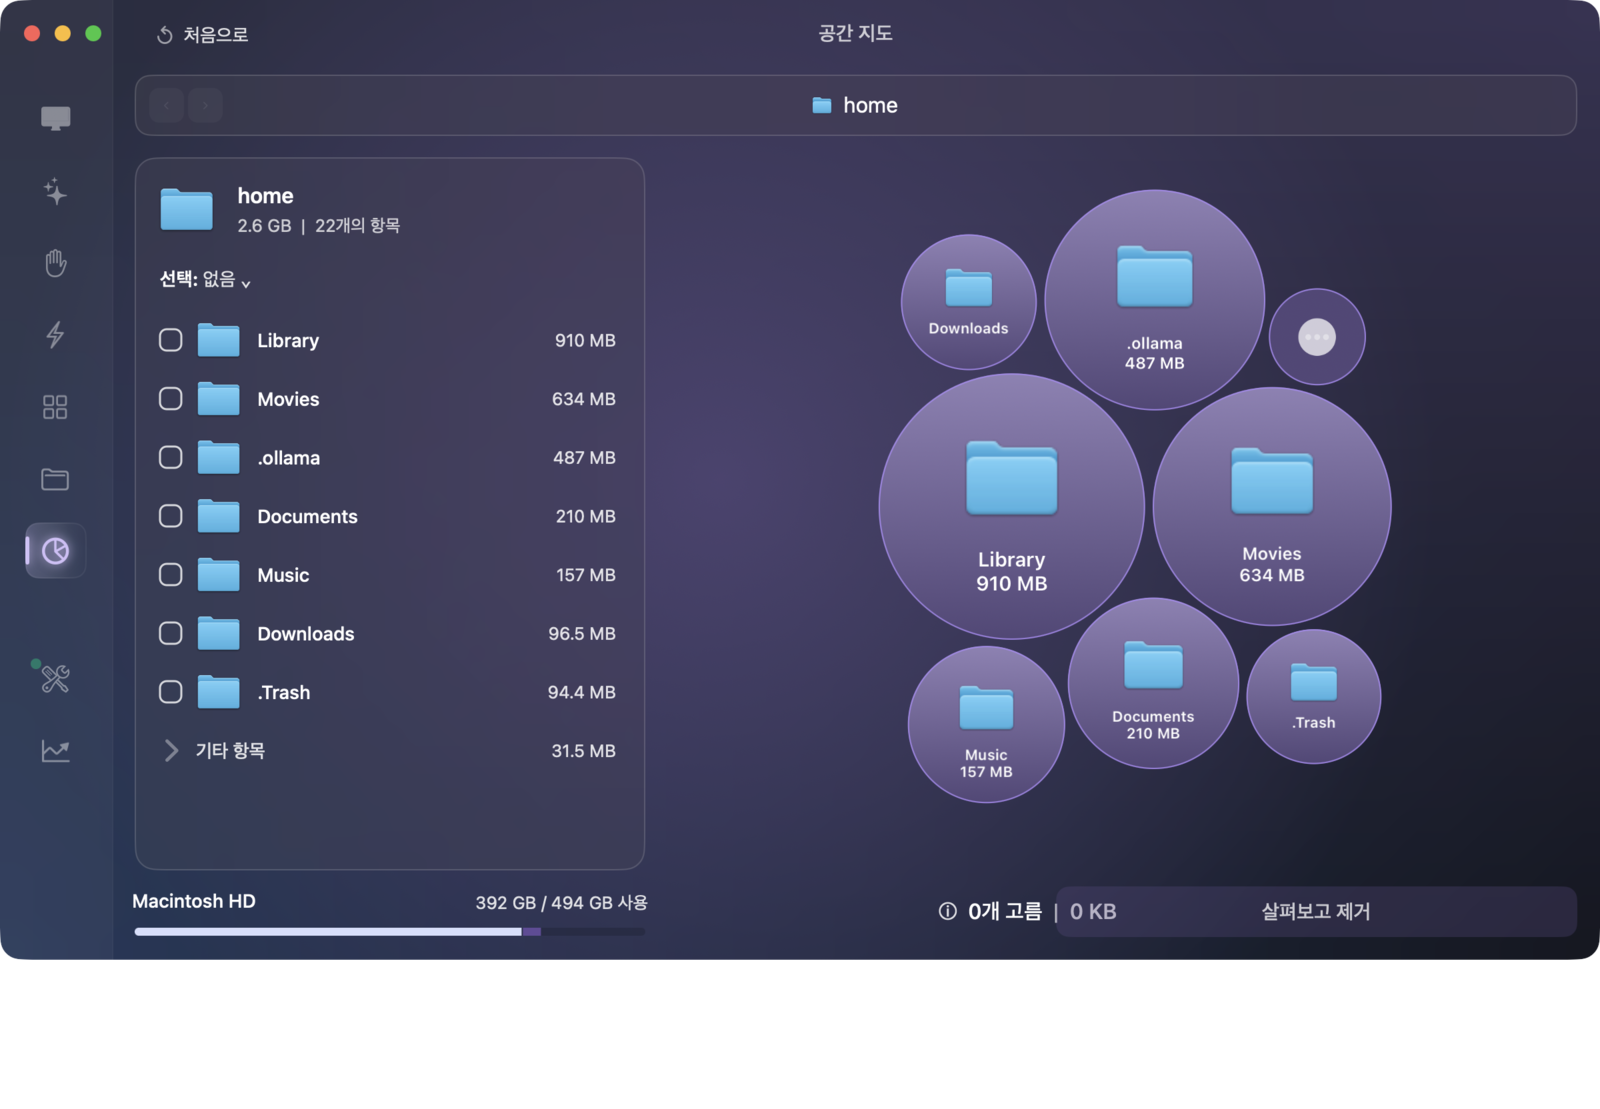 처음으로
공간 지도
home
home
2.6 GB | 22개의 항목
선택: 없음
Library 910 MB
Movies 634 MB
.ollama 487 MB
Documents 210 MB
Music 157 MB
Downloads 96.5 MB
.Trash 94.4 MB
기타 항목 31.5 MB
Downloads
.ollama
487 MB
Library
910 MB
Movies
634 MB
Music
157 MB
Documents
210 MB
.Trash
Macintosh HD 392 GB / 494 GB 사용
0개 고름 | 0 KB 살펴보고 제거